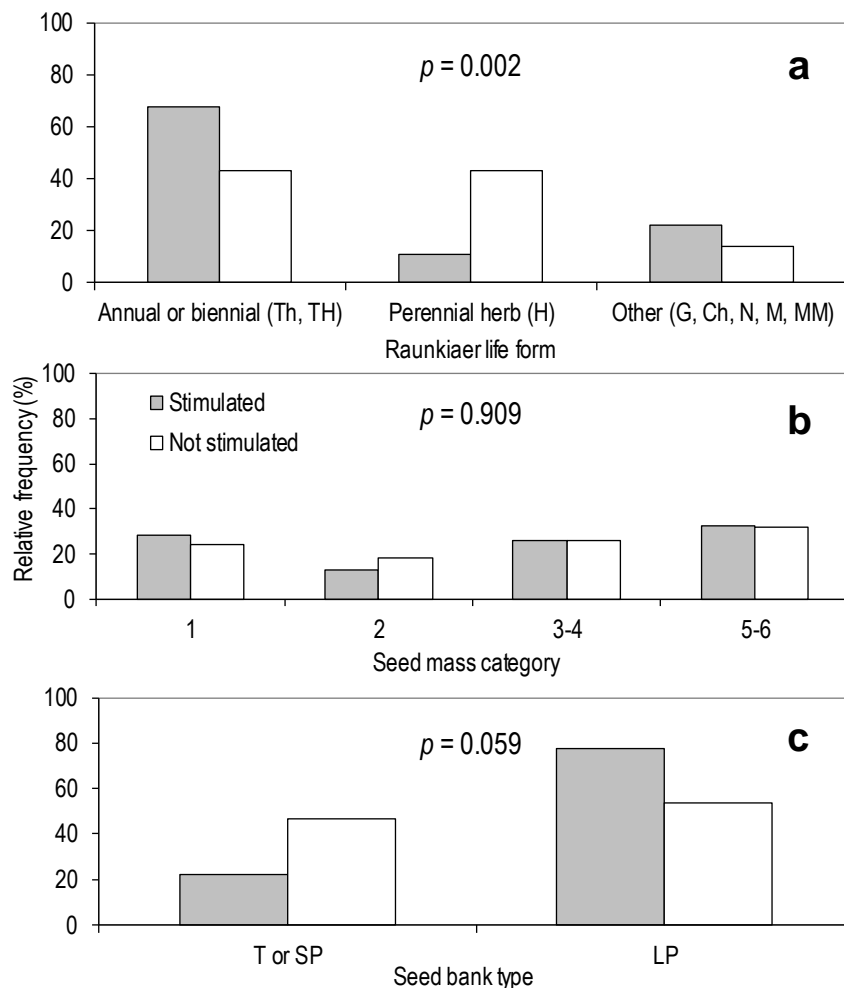 100
80
60
40
20
0
p = 0.002
a
Annual or biennial (Th, TH)
Perennial herb (H)
Other (G, Ch, N, M, MM)
Raunkiaer life form
Relative frequency (%)
100
80
60
40
20
0
Stimulated
Not stimulated
p = 0.909
b
1
2
3-4
5-6
Seed mass category
100
80
60
40
20
0
p = 0.059
c
T or SP
LP
Seed bank type